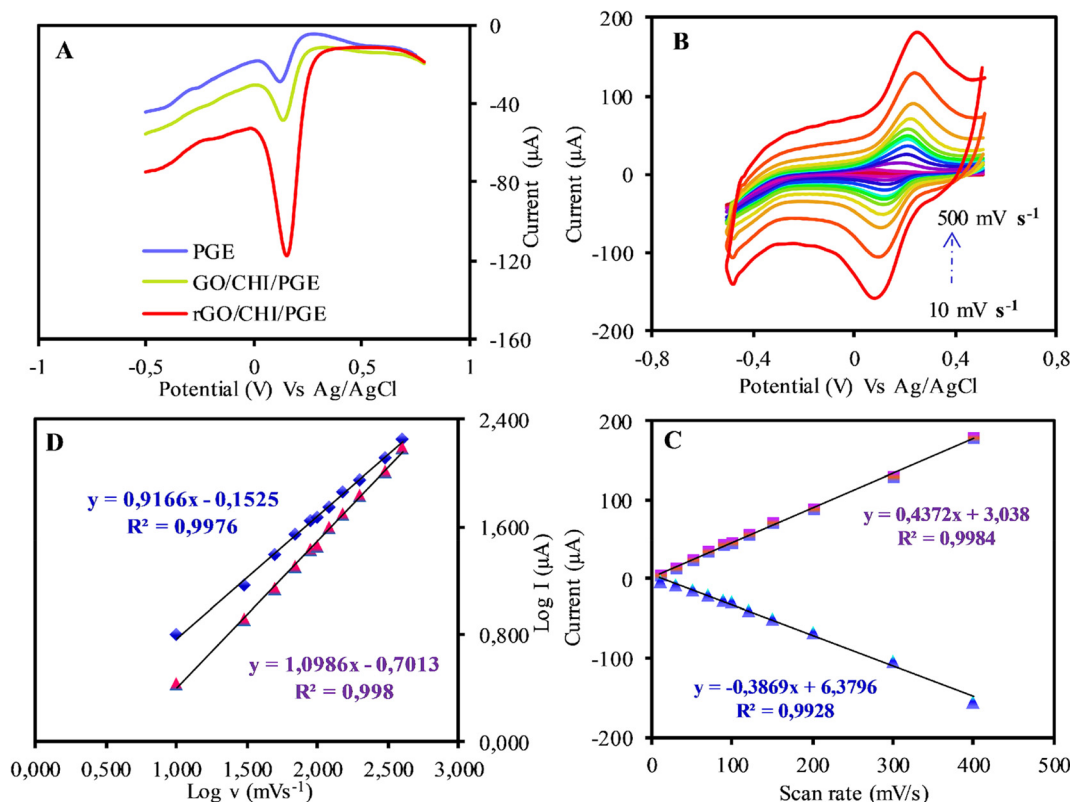 A
0
-40
-80
-120
-160
Current (µA)
PGE
GO/CHI/PGE
rGO/CHI/PGE
-1
-0,5
0
0,5
1
Potential (V) Vs Ag/AgCl
B
200
100
0
-100
-200
Current (µA)
500 mV s-1
10 mV s-1
-0,8
-0,4
0
0,4
0,8
Potential (V) Vs Ag/AgCl
D
2,400
1,600
0,800
0,000
Log I (µA)
y = 0,9166x - 0,1525
R² = 0,9976
y = 1,0986x - 0,7013
R² = 0,998
0,000
0,500
1,000
1,500
2,000
2,500
3,000
Log ν (mVs-1)
C
200
100
0
-100
-200
Current (µA)
y = 0,4372x + 3,038
R² = 0,9984
y = -0,3869x + 6,3796
R² = 0,9928
0
100
200
300
400
500
Scan rate (mV/s)